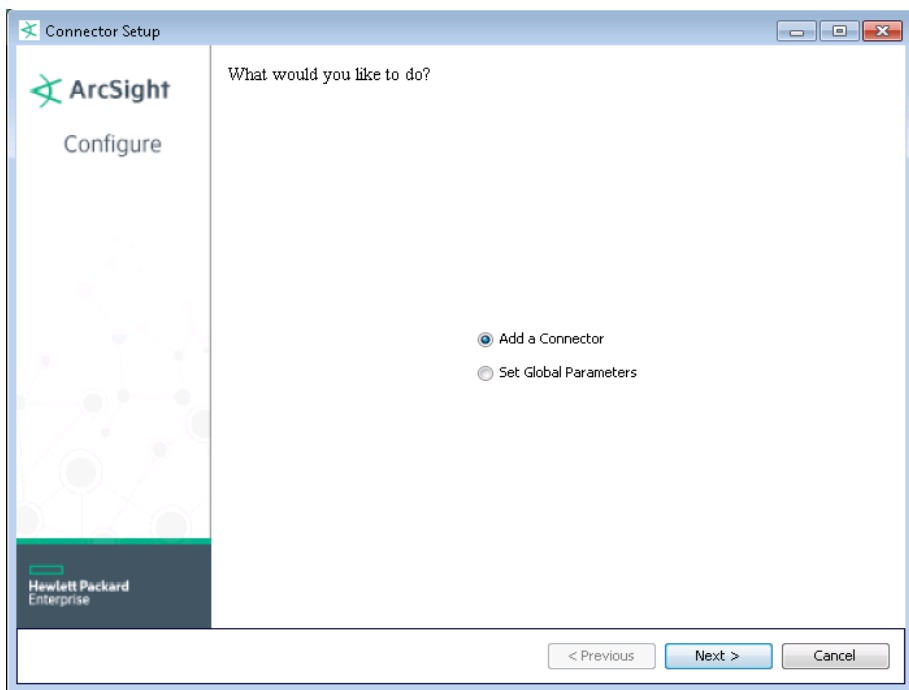 Connector Setup
ArcSight
Configure
What would you like to do?
Add a Connector
Set Global Parameters
Hewlett Packard
Enterprise
< Previous
Next >
Cancel